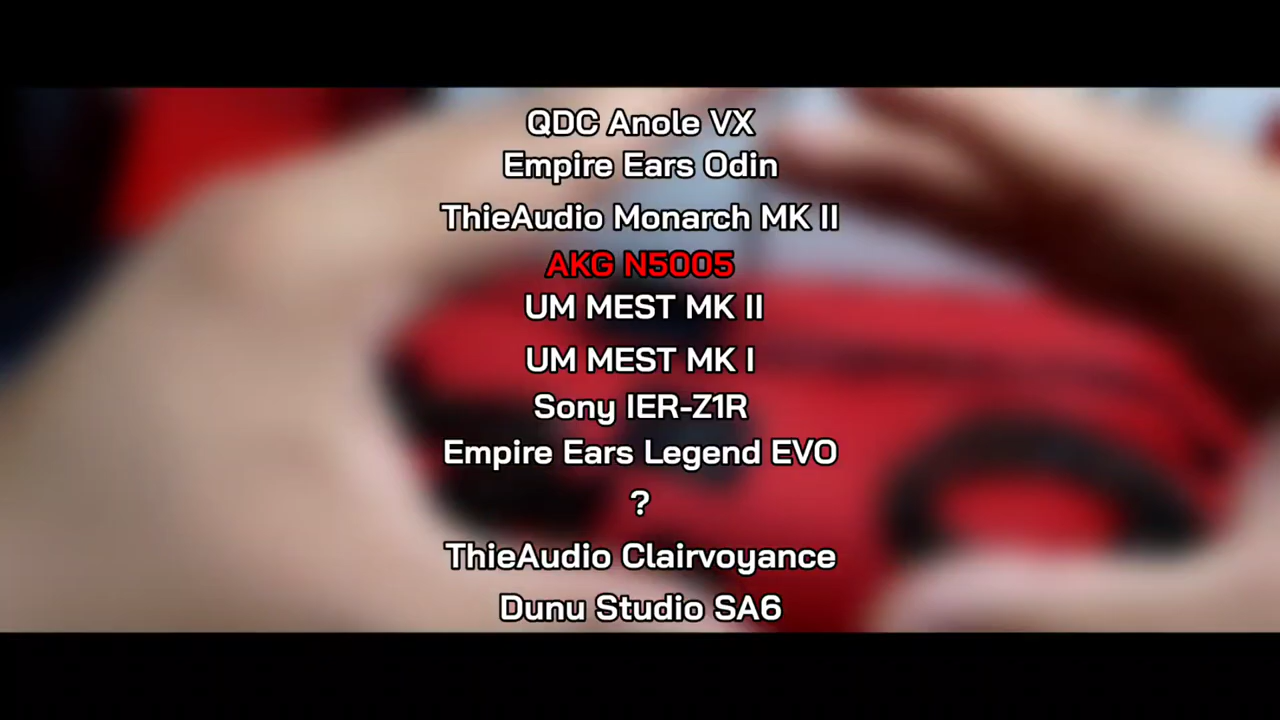 QDC Anole VX
Empire Ears Odin
ThieAudio Monarch MK II
AKG N5005
UM MEST MK II
UM MEST MK I
Sony IER-Z1R
Empire Ears Legend EVO
?
ThieAudio Clairvoyance
Dunu Studio SA6